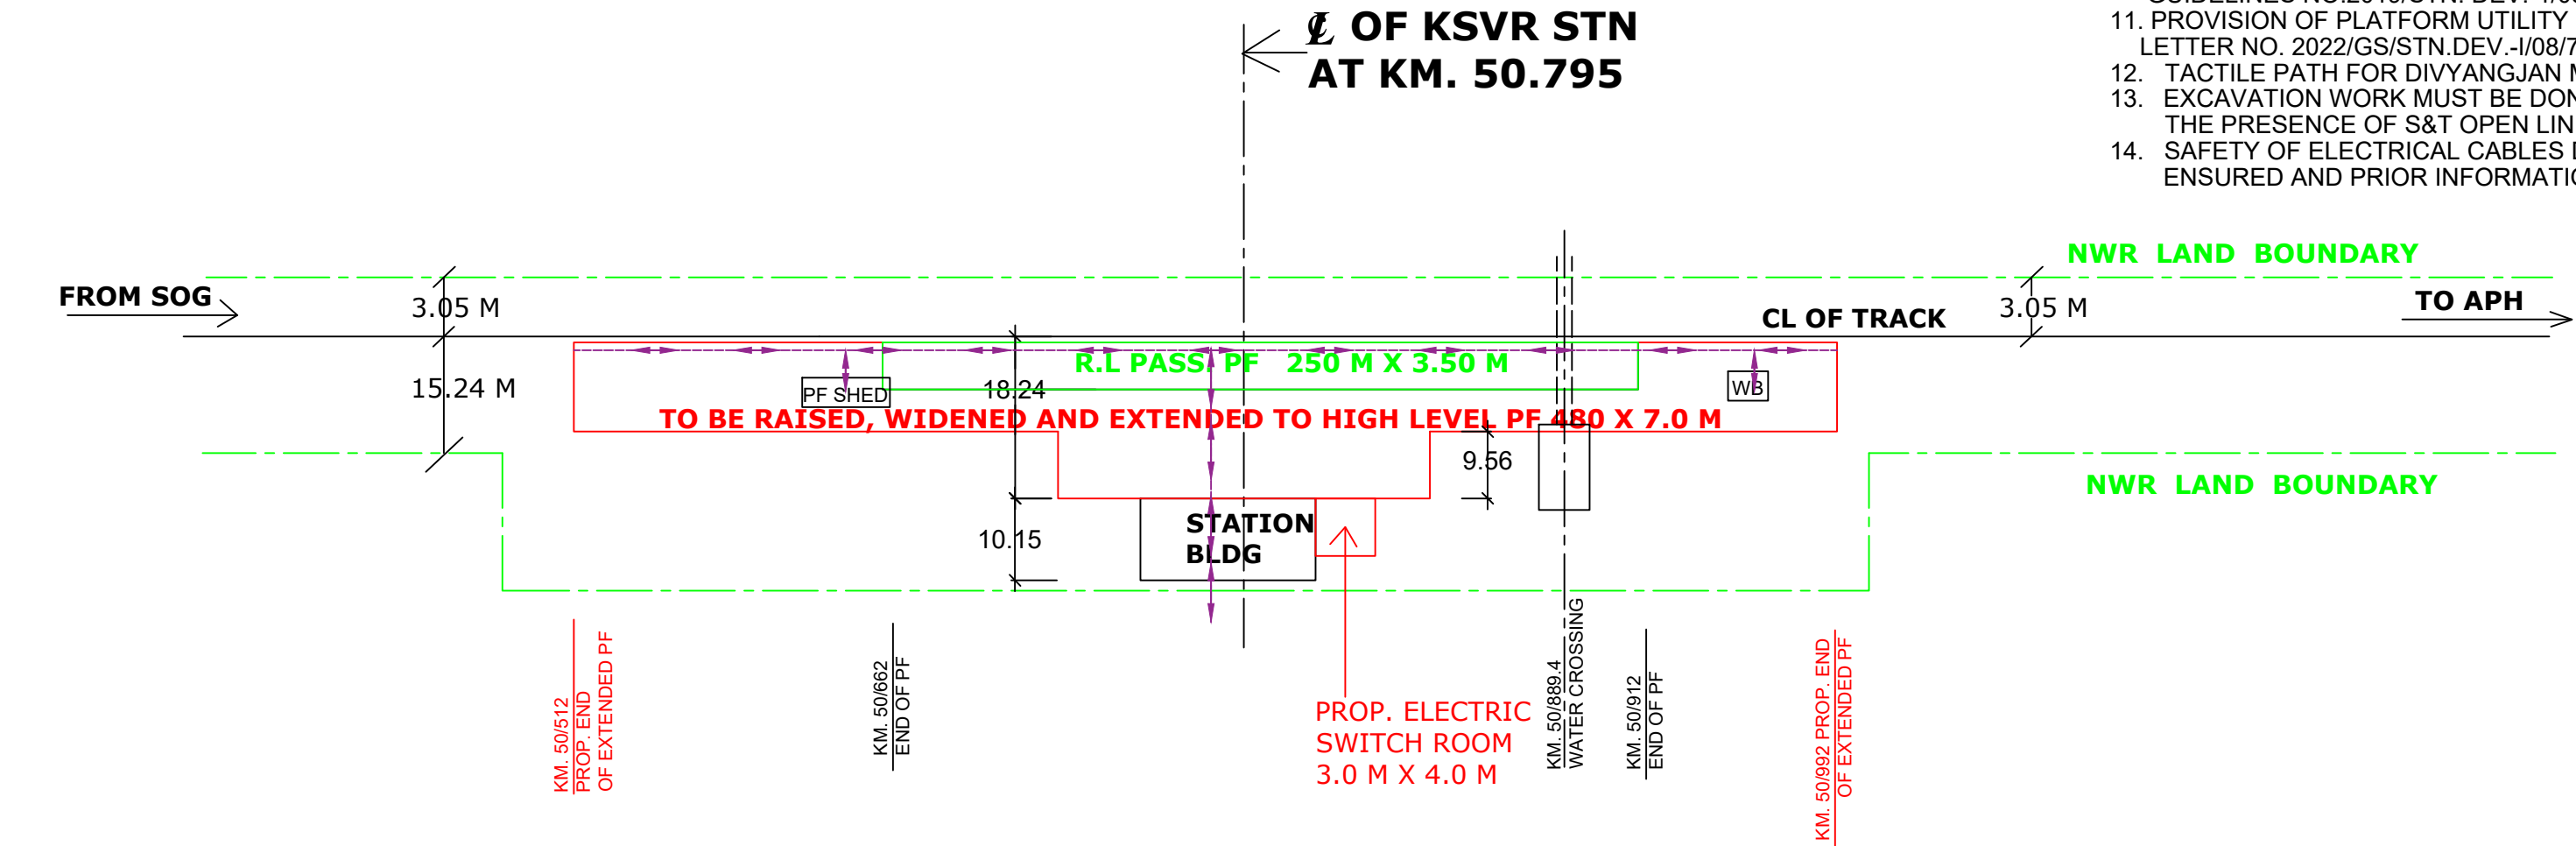 ℄ OF KSVR STN
AT KM. 50.795
11. PROVISION OF PLATFORM UTILITY
LETTER NO. 2022/GS/STN.DEV.-I/08/7
12. TACTILE PATH FOR DIVYANGJAN
13. EXCAVATION WORK MUST BE DON
THE PRESENCE OF S&T OPEN LIN
14. SAFETY OF ELECTRICAL CABLES
ENSURED AND PRIOR INFORMATIO
NWR LAND BOUNDARY
FROM SOG
3.05 M
CL OF TRACK
3.05 M
TO APH
15.24 M
R.L PASS. PF 250 M X 3.50 M
PF SHED
18.24
WB
TO BE RAISED, WIDENED AND EXTENDED TO HIGH LEVEL PF 480 X 7.0 M
9.56
NWR LAND BOUNDARY
STATION
BLDG
10.15
KM. 50/512
PROP. END
OF EXTENDED PF
KM. 50/662
END OF PF
PROP. ELECTRIC
SWITCH ROOM
3.0 M X 4.0 M
KM. 50/889.4
WATER CROSSING
KM. 50/912
END OF PF
KM. 50/992 PROP. END
OF EXTENDED PF